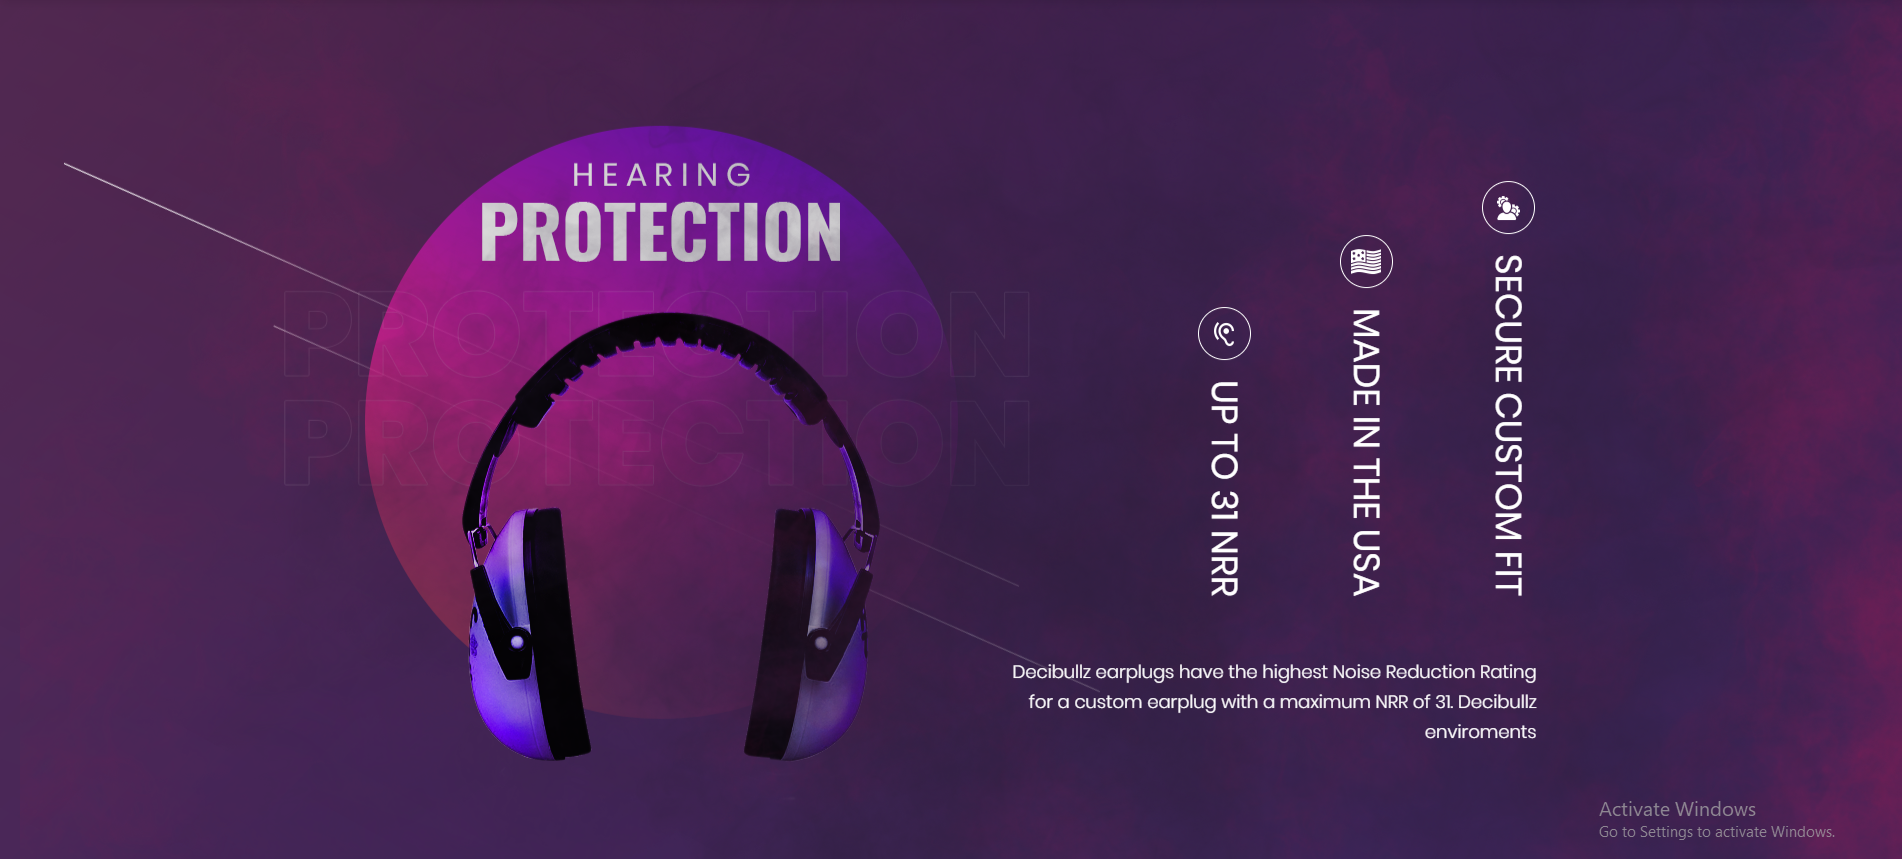 HEARING
PROTECTION
PROTECTION
PROTECTION
UP TO 31 NRR
MADE IN THE USA
SECURE CUSTOM FIT
Decibullz earplugs have the highest Noise Reduction Rating
for a custom earplug with a maximum NRR of 31. Decibullz
enviroments
Activate Windows
Go to Settings to activate Windows.